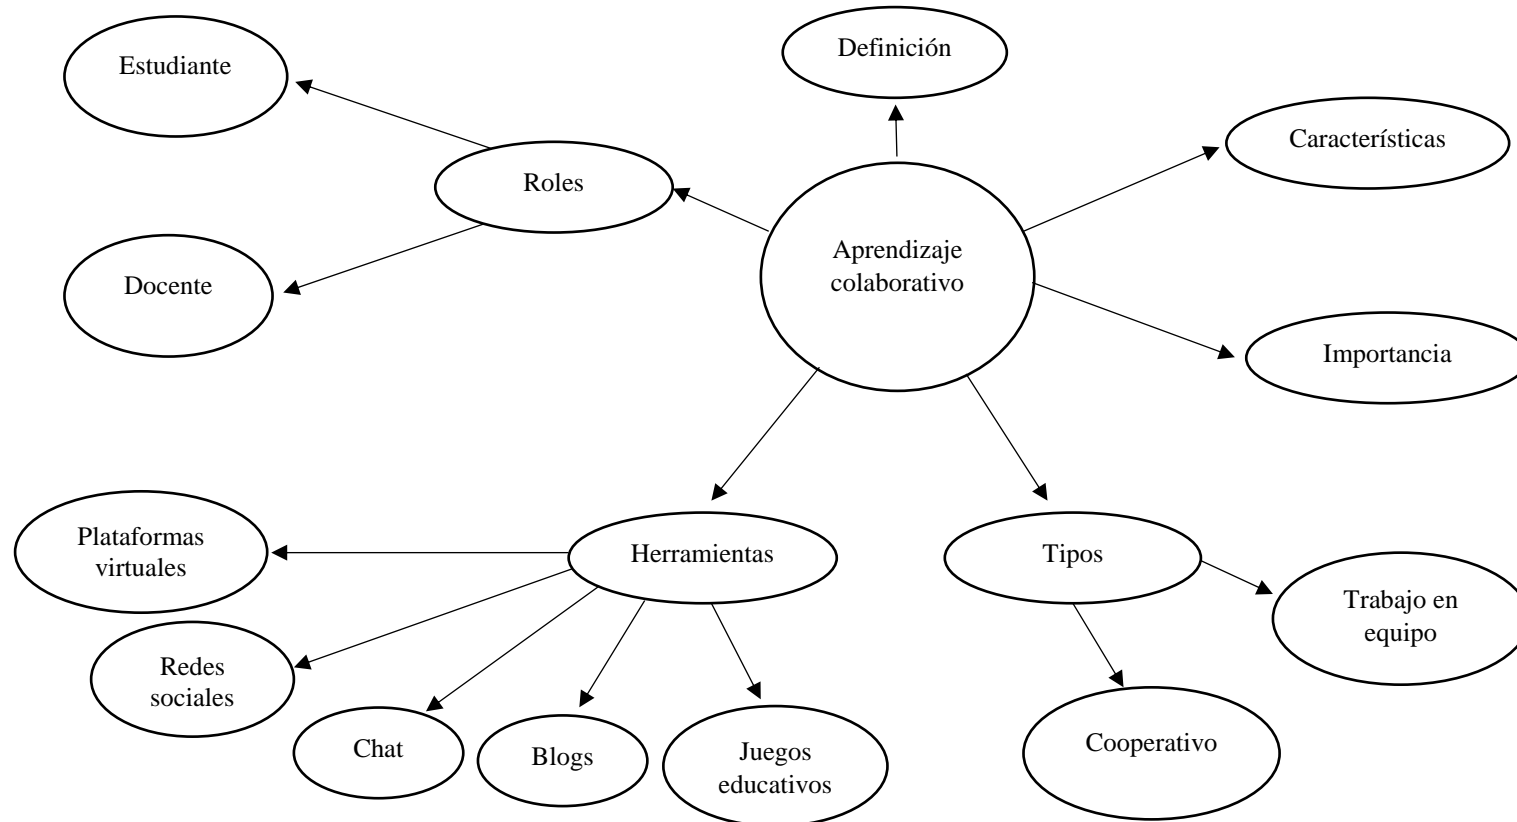 Definición
Estudiante
Característícas
Roles
Aprendizaje
colaborativo
Docente
Importancia
Plataformas
virtuales
Herramientas
Tipos
Trabajo en
equipo
Redes
sociales
Chat
Blogs
Juegos
educativos
Cooperativo